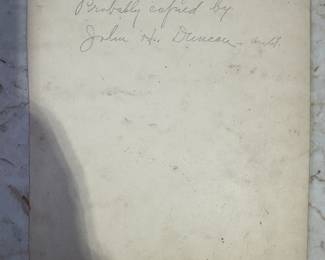 Probably copied by
John H. Duncan